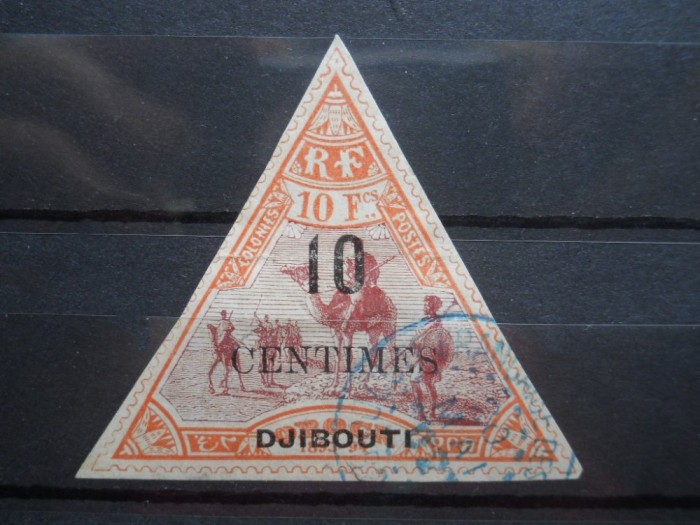 RF
10 Fcs
COLONIES POSTES
10
CENTIMES
DJIBOUTI